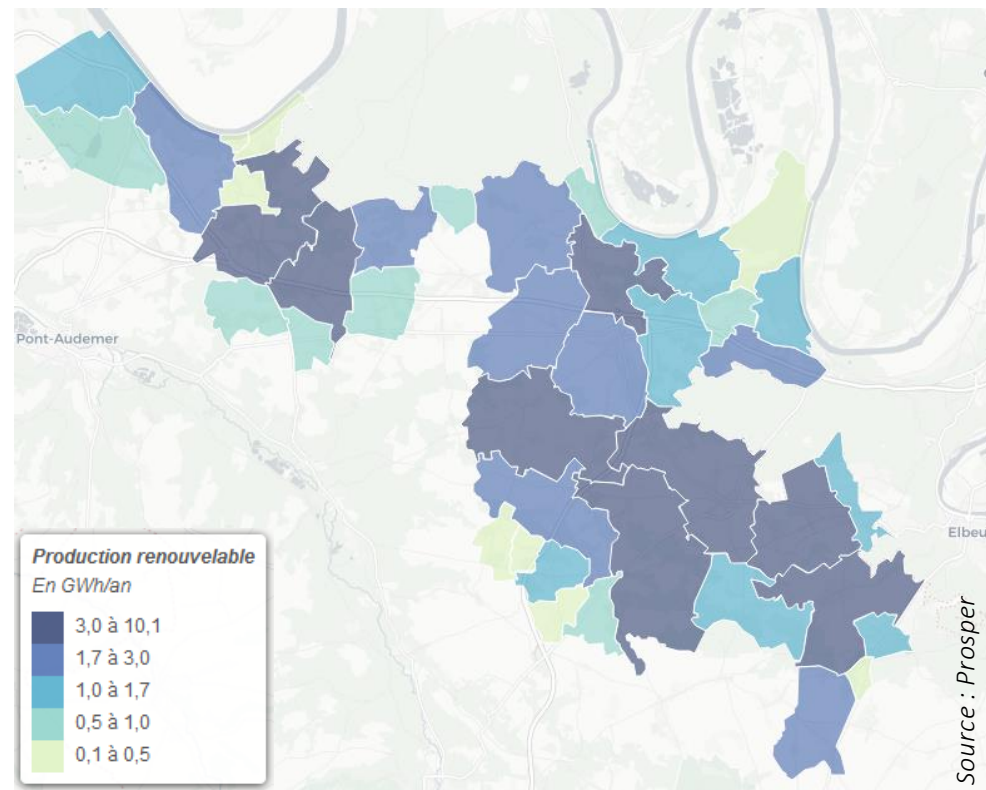 Pont-Audemer
Elbeu
Production renouvelable
En GWh/an
3,0 à 10,1
1,7 à 3,0
1,0 à 1,7
0,5 à 1,0
0,1 à 0,5
Source : Prosper